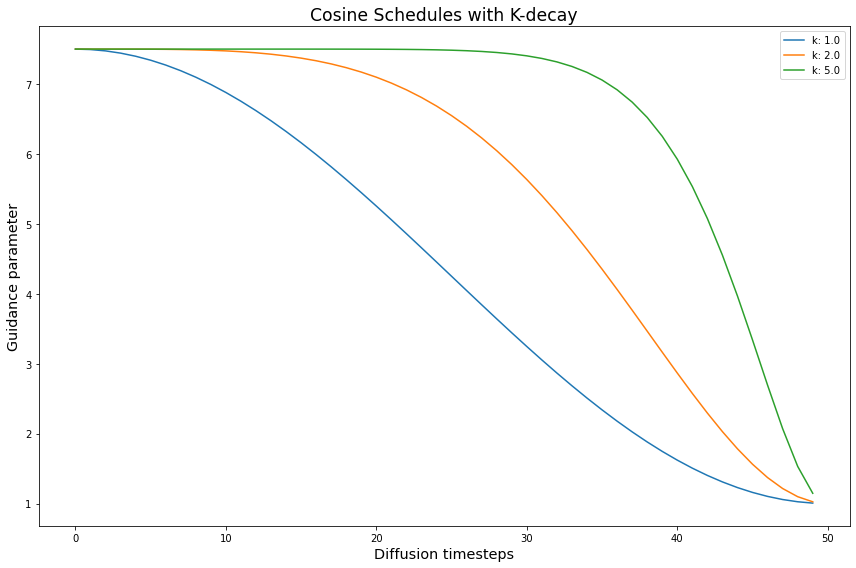 Cosine Schedules with K-decay
k: 1.0
k: 2.0
k: 5.0
Guidance parameter
7
6
5
4
3
2
1
0
10
20
30
40
50
Diffusion timesteps